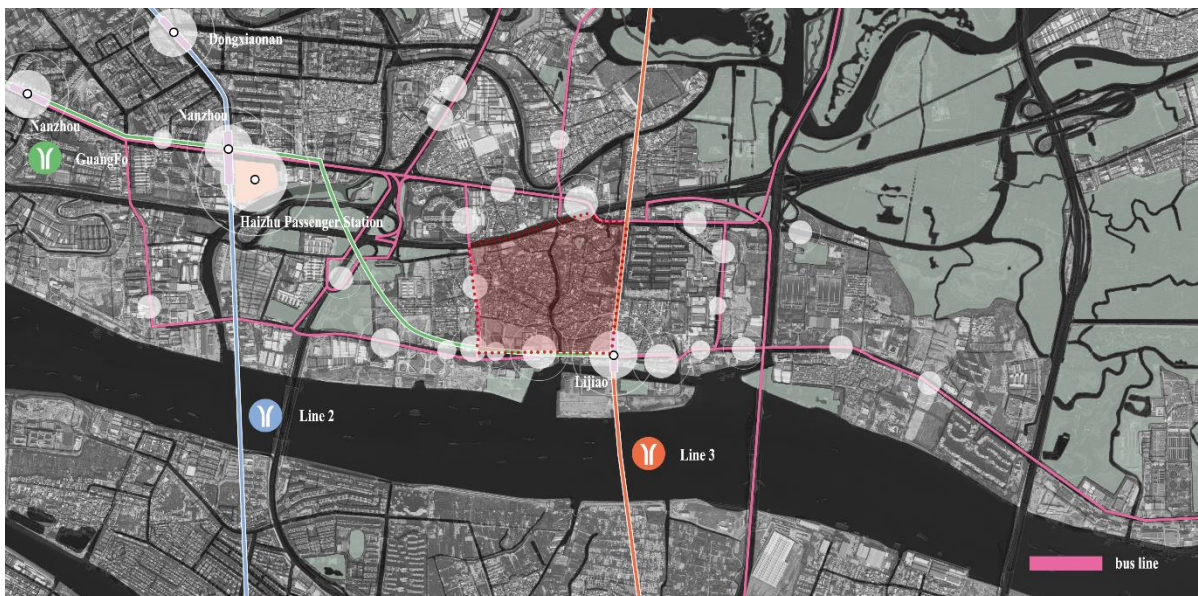 Dongxiaonan
Nanzhou
Nanzhou
GuangFo
Haizhu Passenger Station
Lijiao
Line 2
Line 3
bus line